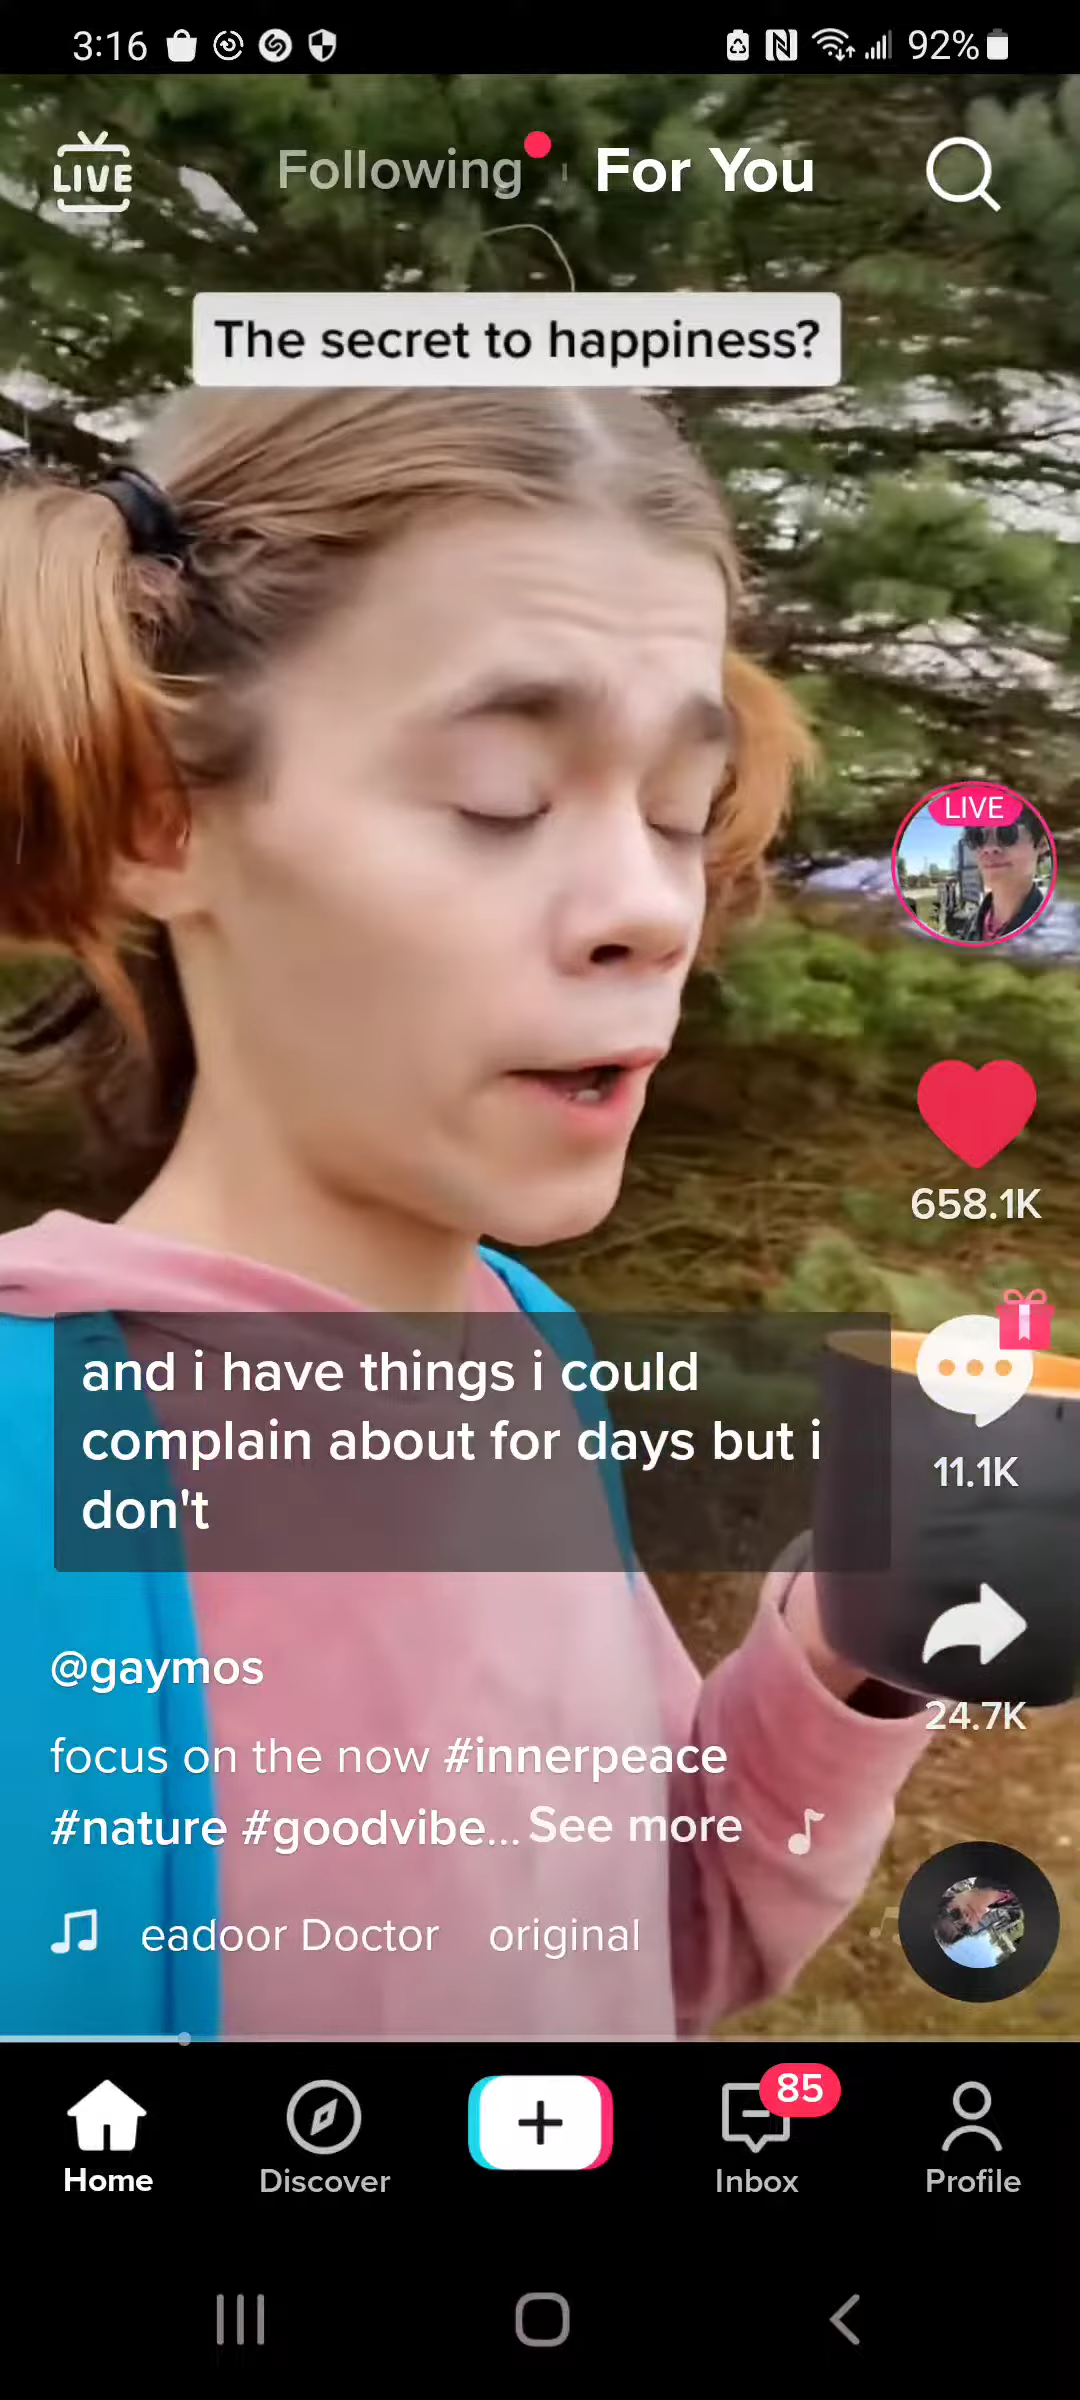 3:16
92%
LIVE
Following
For You
The secret to happiness?
LIVE
658.1K
and i have things i could
complain about for days but i
don't
11.1K
@gaymos
24.7K
focus on the now #innerpeace
#nature #goodvibe... See more
eadoor Doctor original
Home
Discover
85
Inbox
Profile